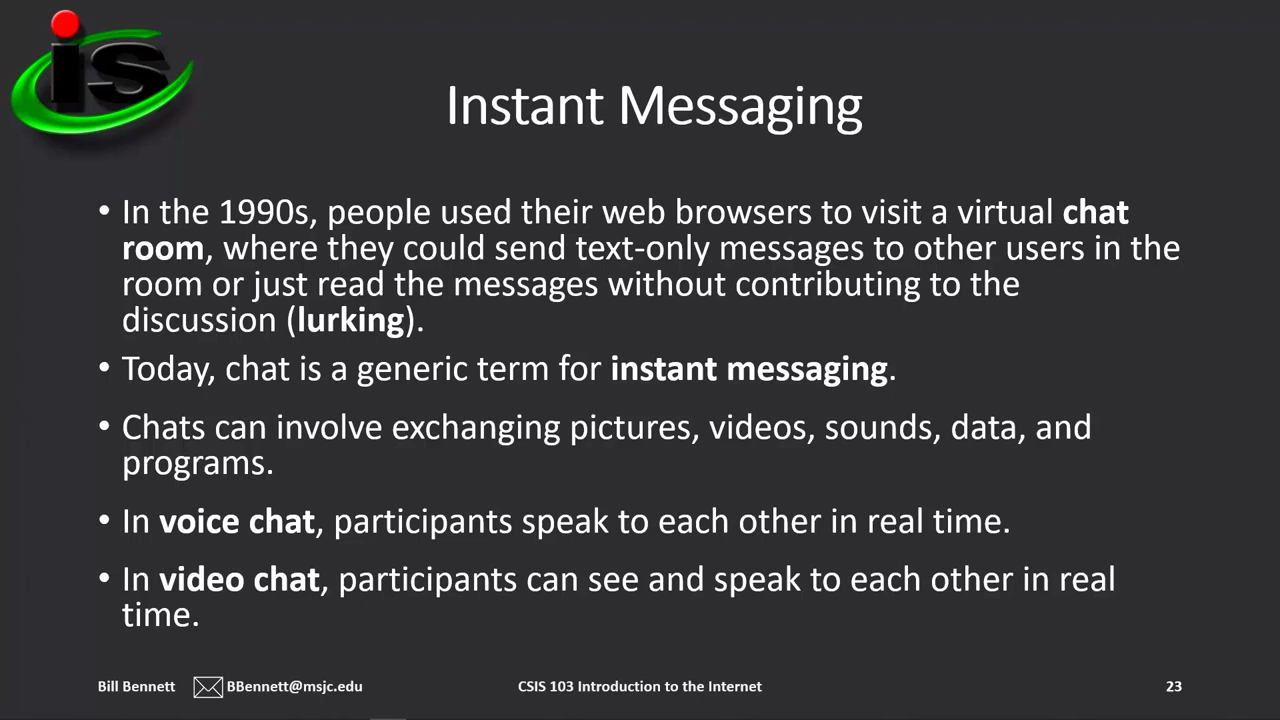 is
Instant Messaging
• In the 1990s, people used their web browsers to visit a virtual chat
room, where they could send text-only messages to other users in the
room or just read the messages without contributing to the
discussion (lurking).
• Today, chat is a generic term for instant messaging.
• Chats can involve exchanging pictures, videos, sounds, data, and
programs.
• In voice chat, participants speak to each other in real time.
• In video chat, participants can see and speak to each other in real
time.
Bill Bennett BBennett@msjc.edu CSIS 103 Introduction to the Internet 23